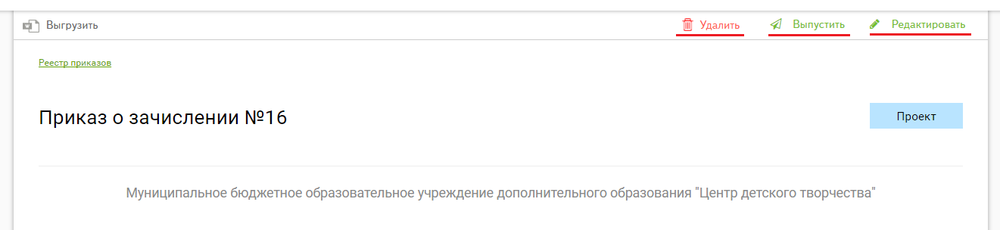 Выгрузить Удалить Выпустить Редактировать
Реестр приказов
Приказ о зачислении №16 Проект
Муниципальное бюджетное образовательное учреждение дополнительного образования "Центр детского творчества"